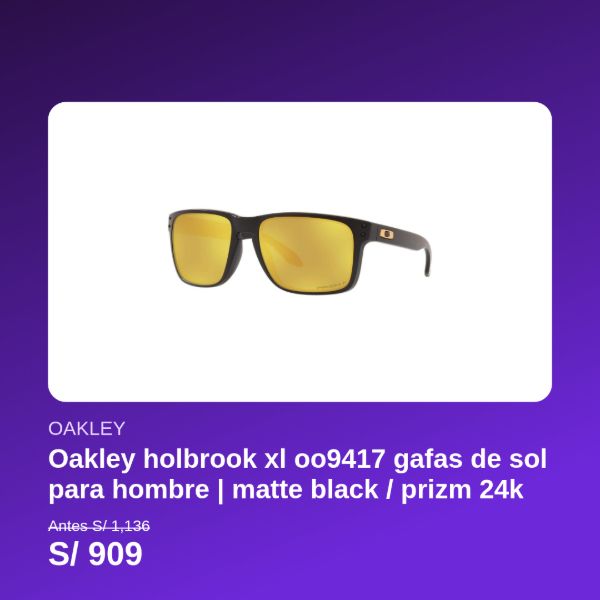 OAKLEY
Oakley holbrook xl oo9417 gafas de sol
para hombre | matte black / prizm 24k
Antes S/ 1,136
S/ 909